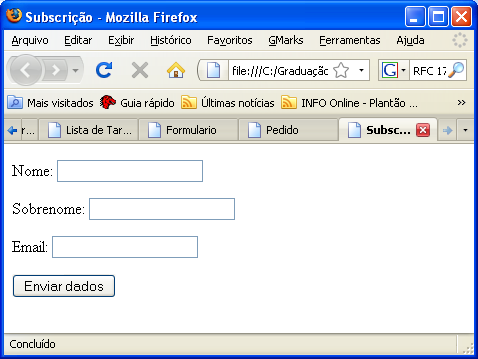 Subscrição - Mozilla Firefox
Arquivo Editar Exibir Histórico Favoritos GMarks Ferramentas Ajuda
file:///C:/Graduação G RFC 17
Mais visitados Guia rápido Últimas notícias INFO Online - Plantão ... »
r... Lista de Tar... Formulario Pedido Subsc...
Nome:
Sobrenome:
Email:
Enviar dados
Concluído